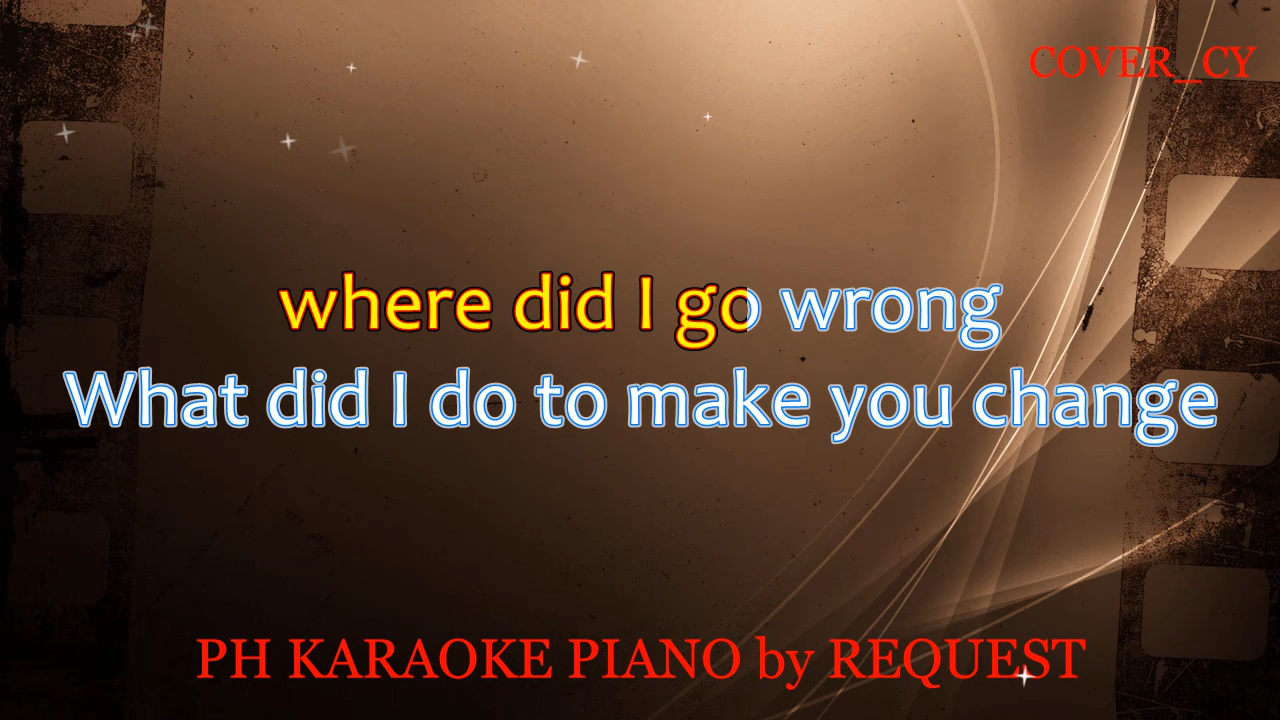 COVER_CY
where did I go wrong
What did I do to make you change
PH KARAOKE PIANO by REQUEST